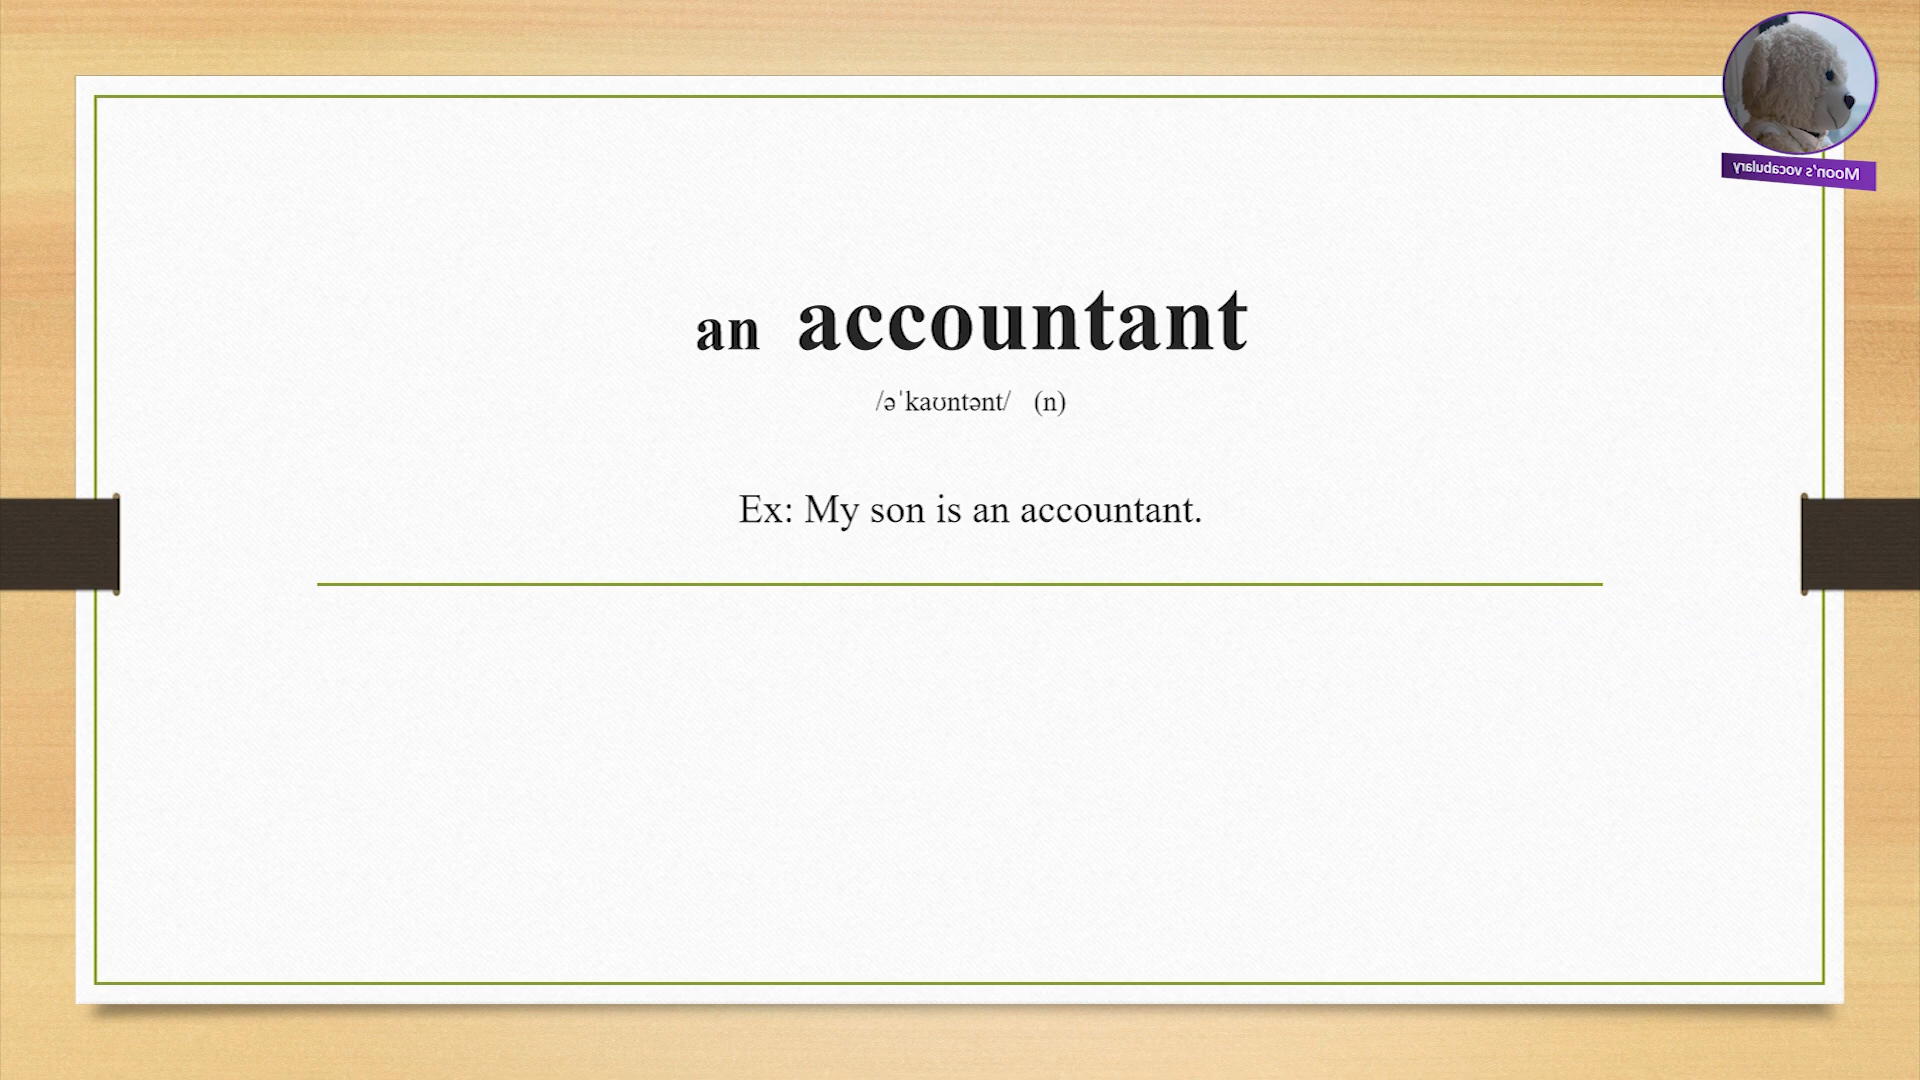 Moon's vocabulary
an accountant
/əˈkaʊntənt/ (n)
Ex: My son is an accountant.